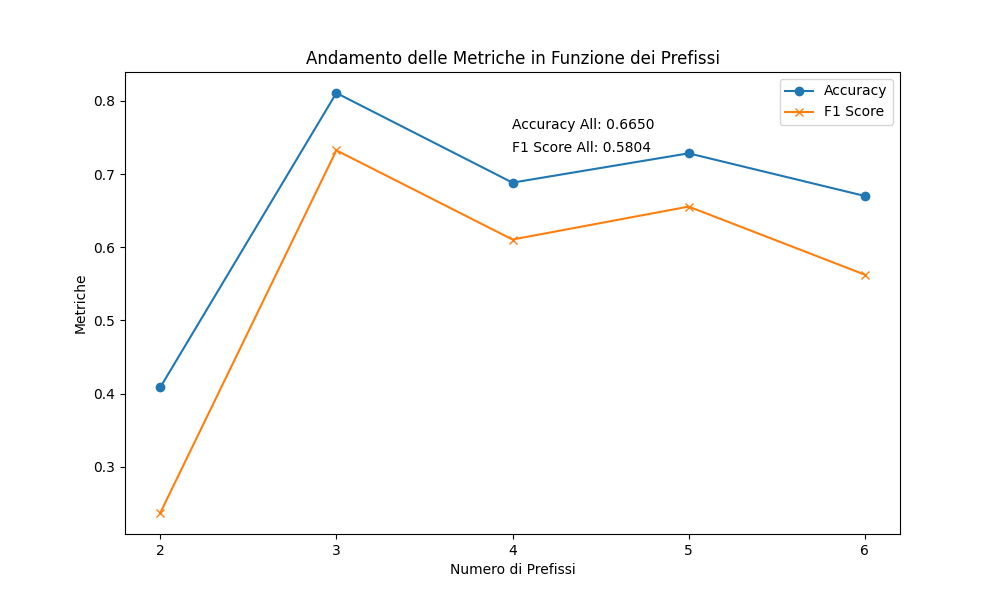 Andamento delle Metriche in Funzione dei Prefissi
Accuracy
F1 Score
Accuracy All: 0.6650
F1 Score All: 0.5804
Metriche
0.8
0.7
0.6
0.5
0.4
0.3
2
3
4
5
6
Numero di Prefissi